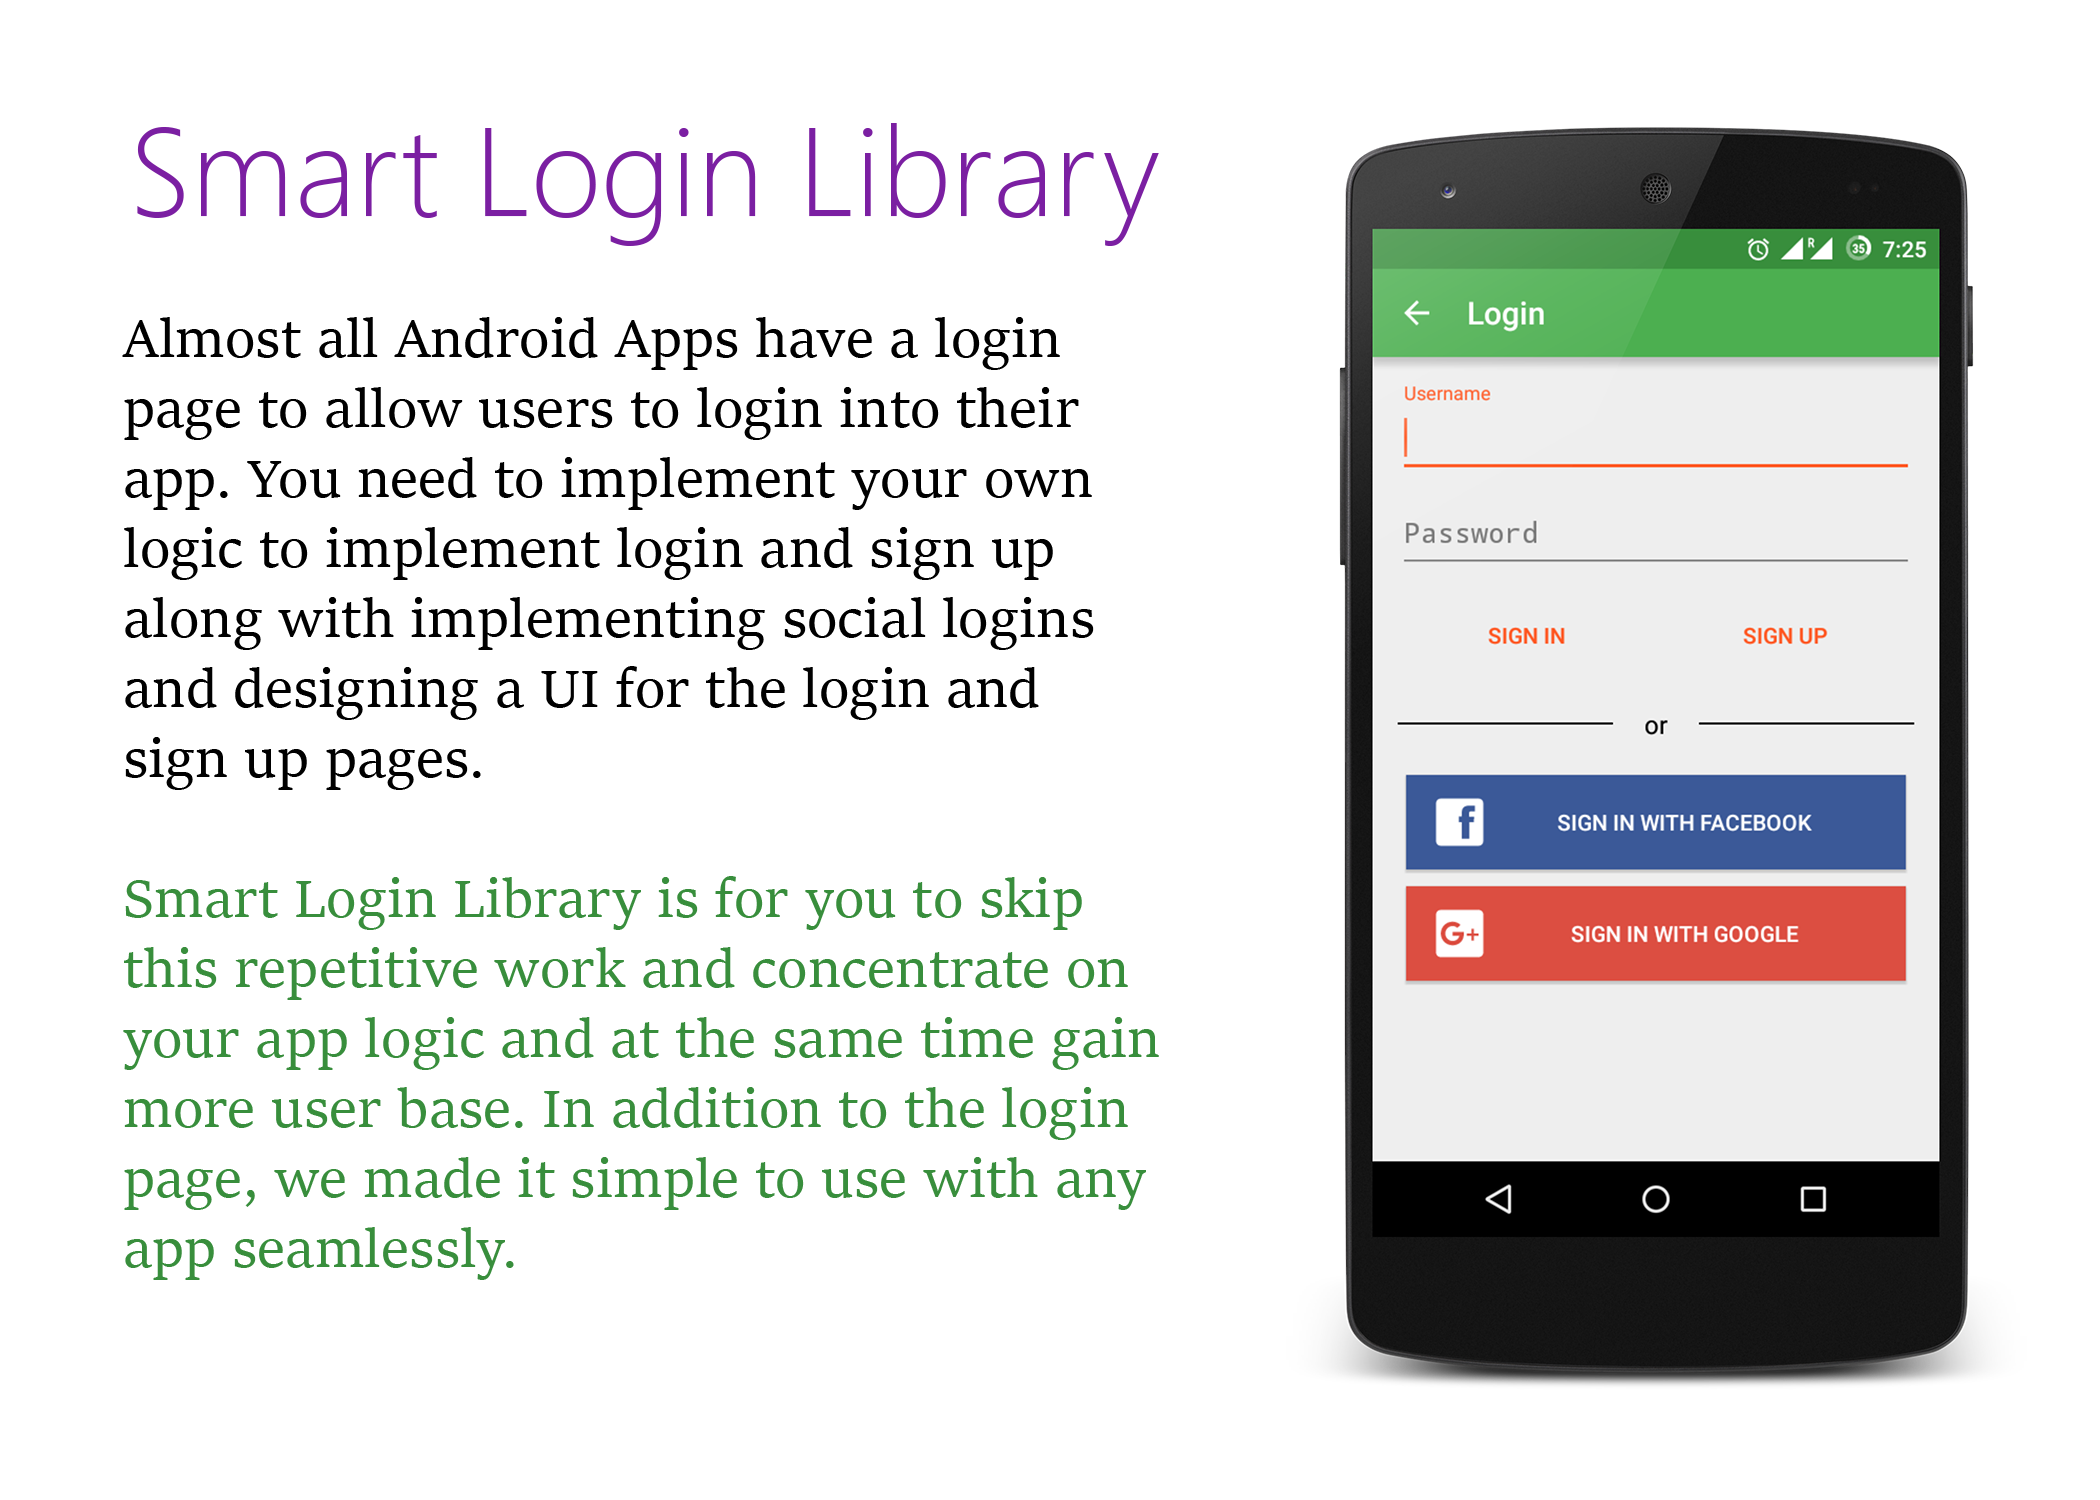 Smart Login Library
Almost all Android Apps have a login
page to allow users to login into their
app. You need to implement your own
logic to implement login and sign up
along with implementing social logins
and designing a UI for the login and
sign up pages.
Smart Login Library is for you to skip
this repetitive work and concentrate on
your app logic and at the same time gain
more user base. In addition to the login
page, we made it simple to use with any
app seamlessly.
R 35 7:25
Login
Username
Password
SIGN IN SIGN UP
or
f SIGN IN WITH FACEBOOK
G+ SIGN IN WITH GOOGLE